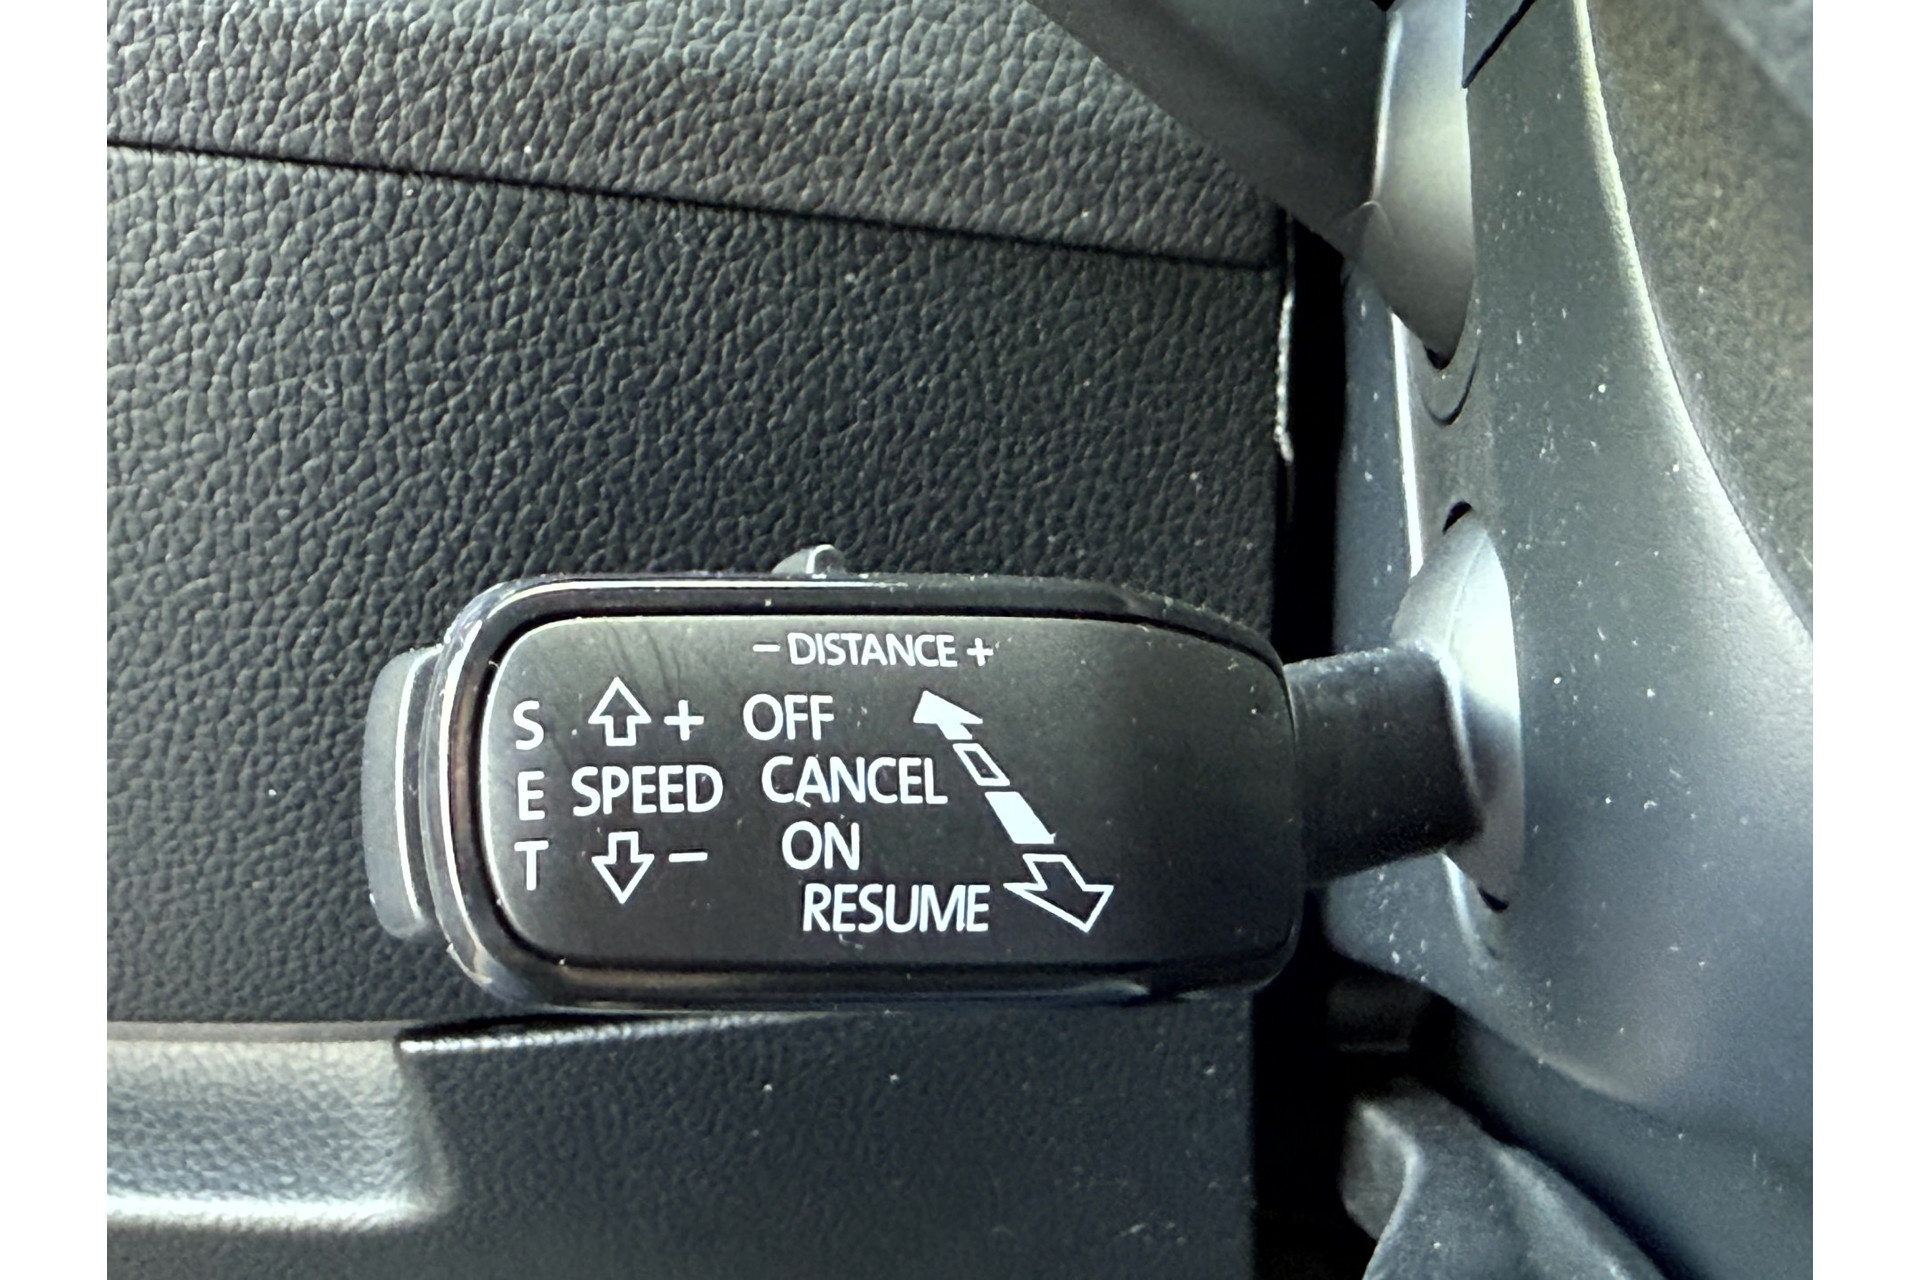 – DISTANCE +
S + OFF
E SPEED CANCEL
T – ON
RESUME